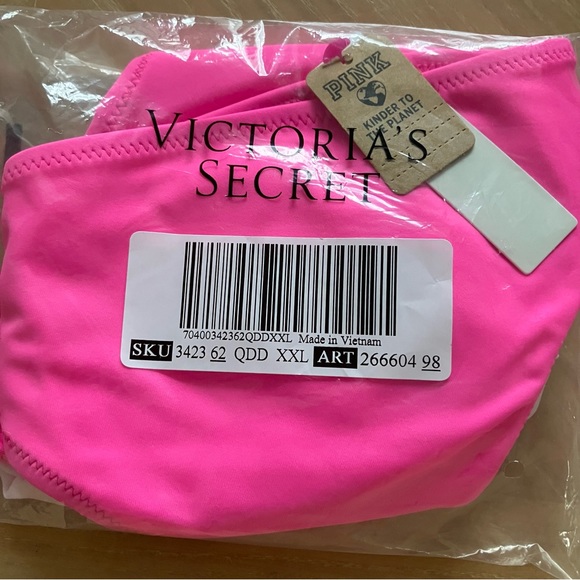 PINK
KINDER TO
THE PLANET
VICTORIA'S
SECRET
70400342362QDDXXL Made in Vietnam
SKU 3423 62 QDD XXL ART 266604 98